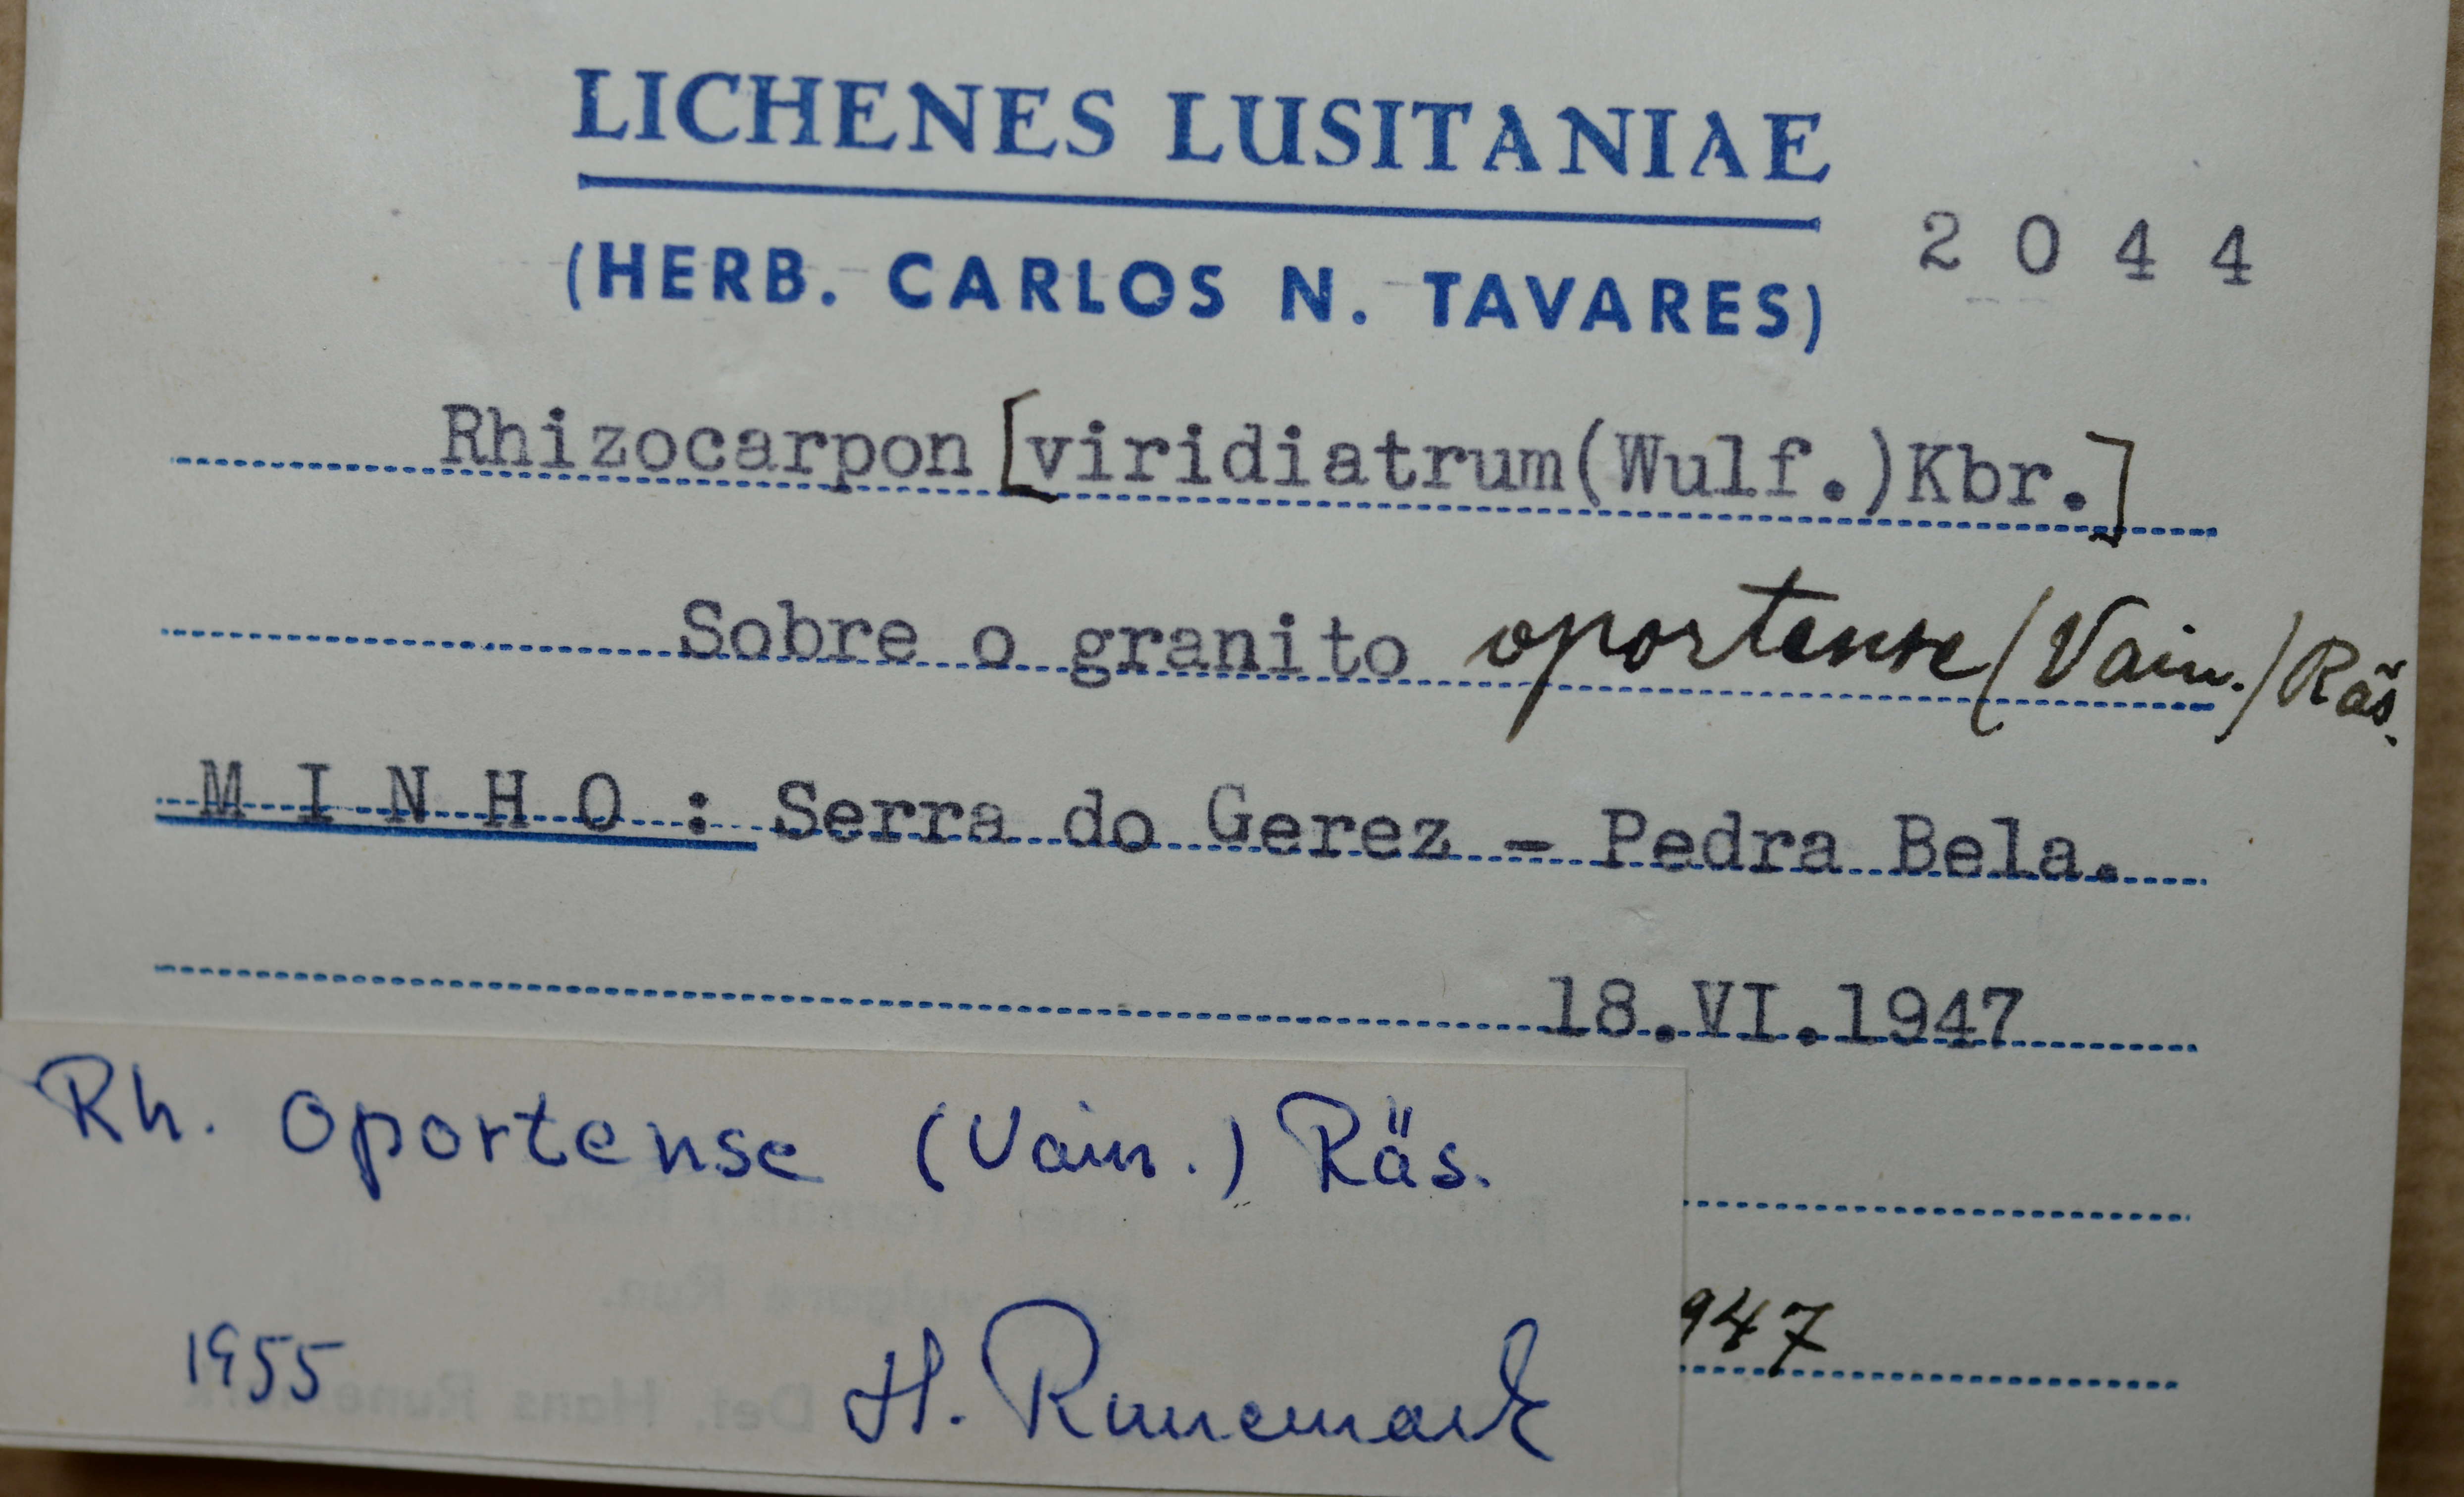 LICHENES LUSITANIAE
(HERB. CARLOS N. TAVARES)
2044
Rhizocarpon [viridiatrum(Wulf.)Kbr.]
Sobre o granito oportense (Vain.) Räs.
MINHO: Serra do Gerez - Pedra Bela.
18.VI.1947
Rh. oportense (Vain.) Räs.
947
1955 H. Runemark